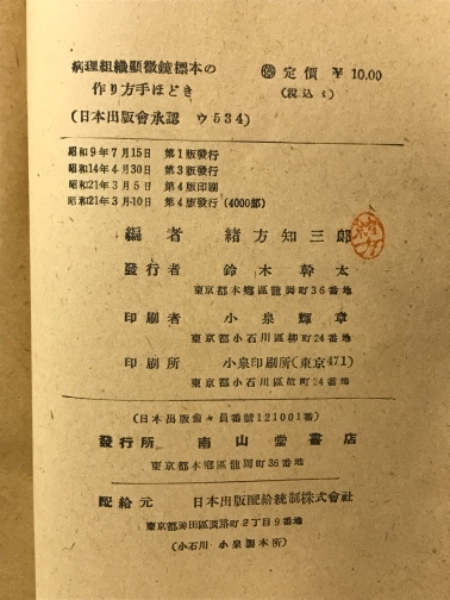 病理組織顯微鏡標本の
作り方手ほどき
停 定價 ¥ 10.00
(税込ミ)
(日本出版會承認 ウ534)
昭和9年7月15日 第1版發行
昭和14年4月30日 第3版發行
昭和21年3月5日 第4版印刷
昭和21年3月10日 第4版發行 (4000部)
編者 緒方知三郎
發行者 鈴木幹太
東京都本鄕區龍岡町36番地
印刷者 小泉輝章
東京都小石川區柳町24番地
印刷所 小泉印刷所(東京471)
東京都小石川區柳町24番地
(日本出版會々員番號121001番)
發行所 南山堂書店
東京都本鄕區龍岡町36番地
配給元 日本出版配給統制株式會社
東京都神田區淡路町2丁目9番地
(小石川 小泉製本所)